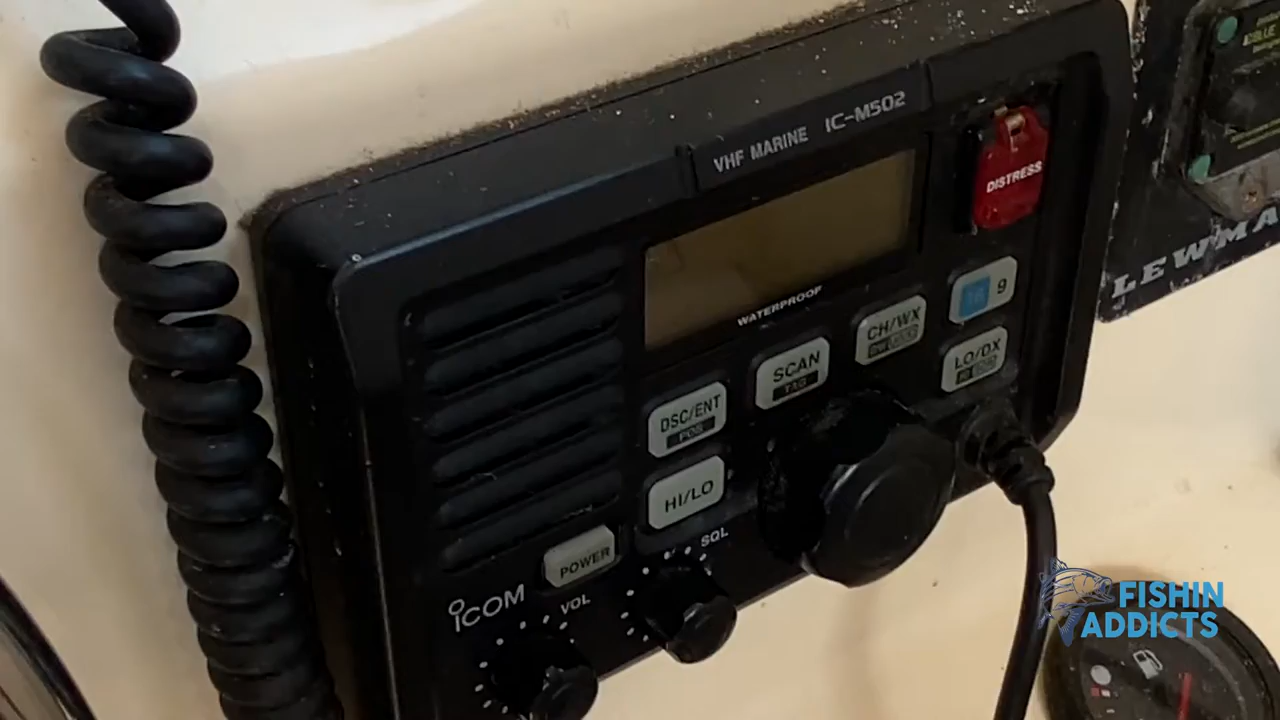 VHF MARINE IC-M502
DISTRESS
WATERPROOF
16 9
CH/WX
LO/DX
SCAN
TAG
DSC/ENT
POS
HI/LO
POWER
SQL
VOL
ICOM
LEWMA
FISHIN
ADDICTS